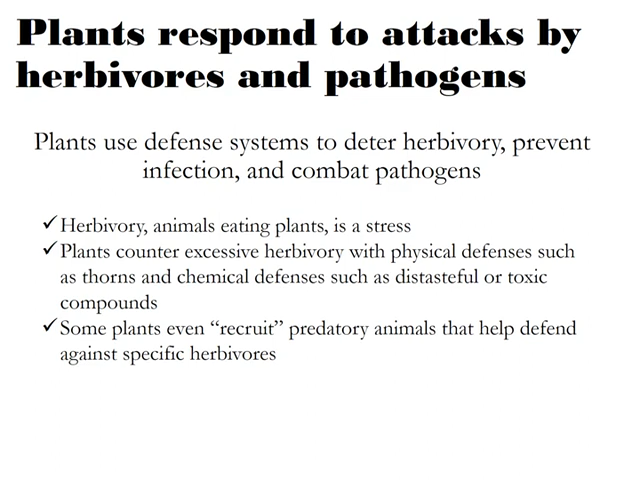 Plants respond to attacks by
herbivores and pathogens
Plants use defense systems to deter herbivory, prevent
infection, and combat pathogens
✓Herbivory, animals eating plants, is a stress
✓Plants counter excessive herbivory with physical defenses such
as thorns and chemical defenses such as distasteful or toxic
compounds
✓Some plants even “recruit” predatory animals that help defend
against specific herbivores